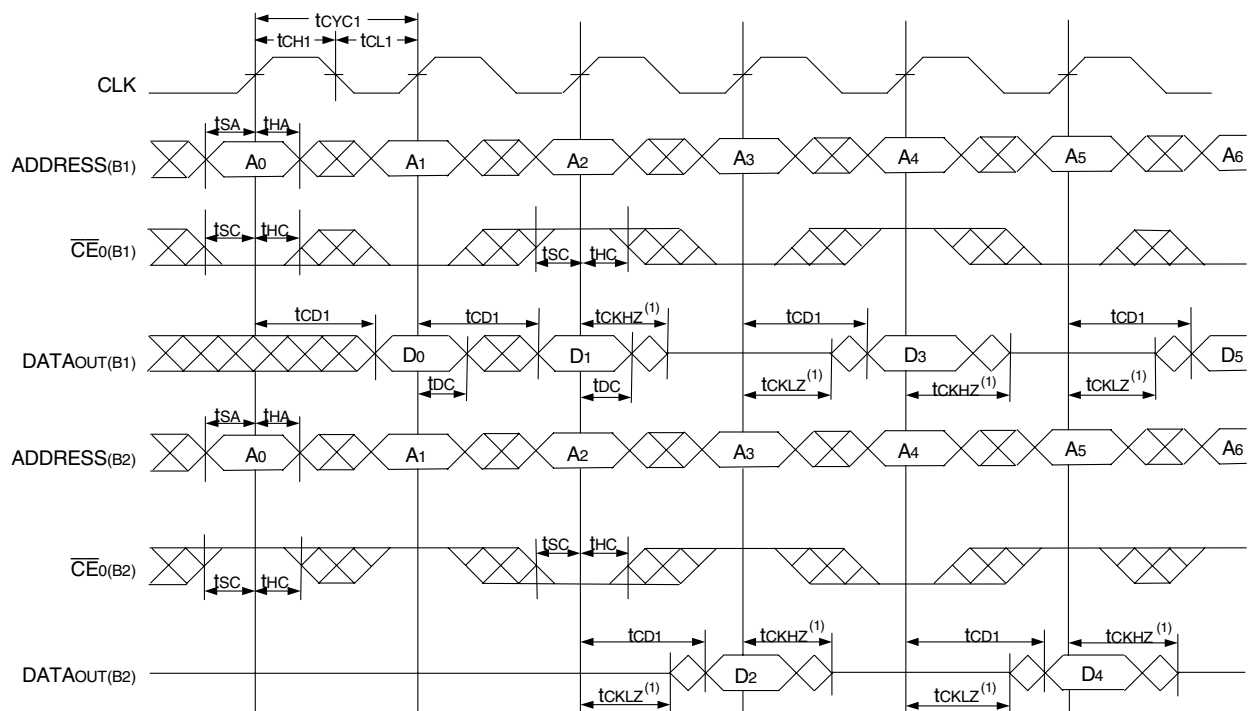 tCYC1
tCH1 tCL1
CLK
tSA tHA
ADDRESS(B1) A0 A1 A2 A3 A4 A5 A6
tSC tHC
CE0(B1)
tSC tHC
tCD1 tCD1 tCKHZ(1) tCD1 tCD1
DATAOUT(B1) D0 D1 D3 D5
tDC tDC tCKLZ(1) tCKHZ(1) tCKLZ(1)
tSA tHA
ADDRESS(B2) A0 A1 A2 A3 A4 A5 A6
tSC tHC
CE0(B2)
tSC tHC
tCD1 tCKHZ(1) tCD1 tCKHZ(1)
DATAOUT(B2) D2 D4
tCKLZ(1) tCKLZ(1)